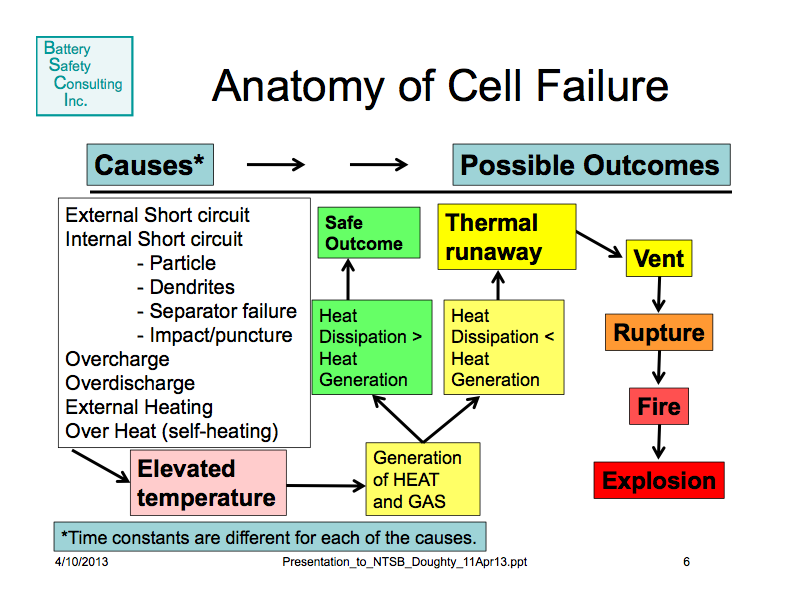 Battery
Safety
Consulting
Inc.
Anatomy of Cell Failure
Causes*
Possible Outcomes
External Short circuit
Internal Short circuit
- Particle
- Dendrites
- Separator failure
- Impact/puncture
Overcharge
Overdischarge
External Heating
Over Heat (self-heating)
Safe
Outcome
Thermal
runaway
Vent
Heat
Dissipation >
Heat
Generation
Heat
Dissipation <
Heat
Generation
Rupture
Fire
Explosion
Elevated
temperature
Generation
of HEAT
and GAS
*Time constants are different for each of the causes.
4/10/2013
Presentation_to_NTSB_Doughty_11Apr13.ppt
6